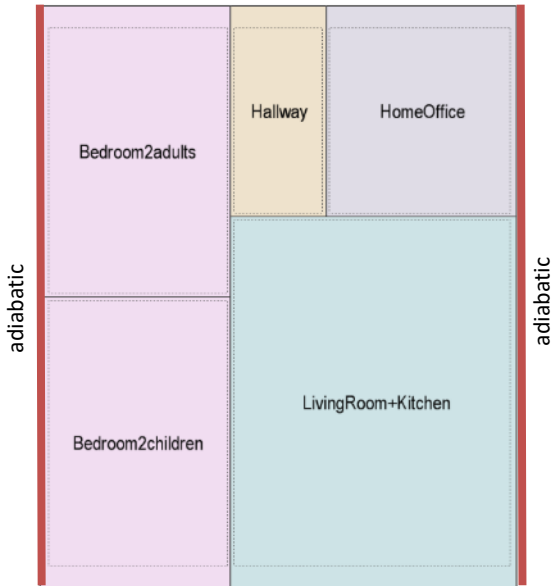 Hallway
HomeOffice
Bedroom2adults
adiabatic
adiabatic
LivingRoom+Kitchen
Bedroom2children